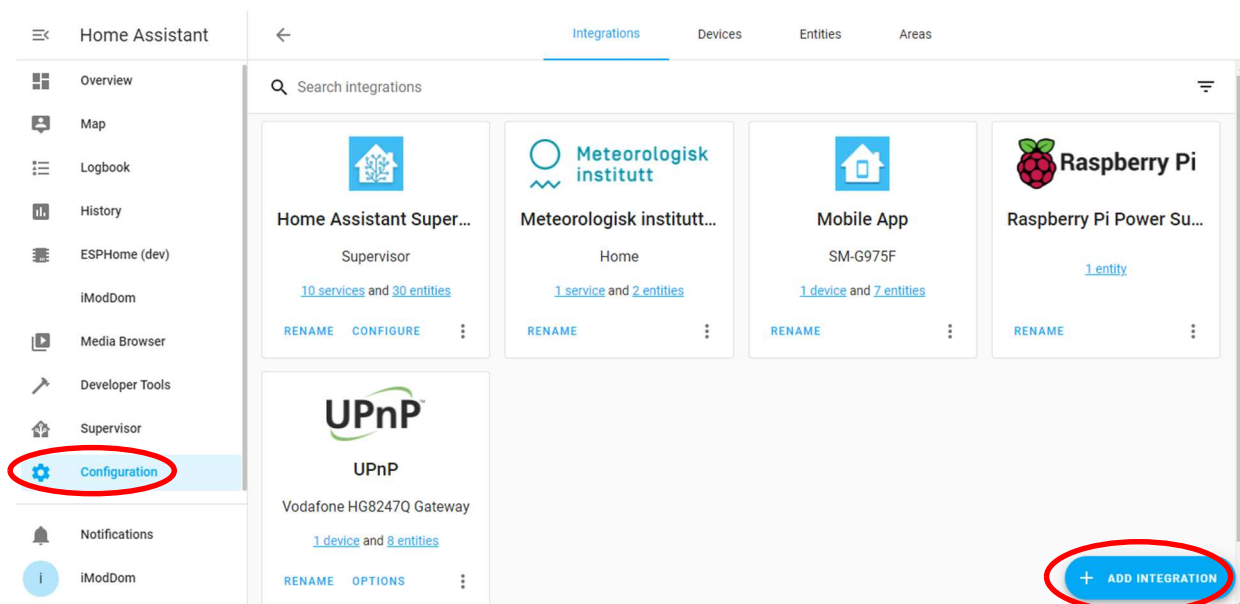 Home Assistant
Overview
Map
Logbook
History
ESPHome (dev)
iModDom
Media Browser
Developer Tools
Supervisor
Configuration
Notifications
i
iModDom
Integrations Devices Entities Areas
Search integrations
Home Assistant Super...
Supervisor
10 services and 30 entities
RENAME CONFIGURE
Meteorologisk
institutt
Meteorologisk institutt...
Home
1 service and 2 entities
RENAME
Mobile App
SM-G975F
1 device and 7 entities
RENAME
Raspberry Pi
Raspberry Pi Power Su...
1 entity
RENAME
UPnP™
UPnP
Vodafone HG8247Q Gateway
1 device and 8 entities
RENAME OPTIONS
+ ADD INTEGRATION